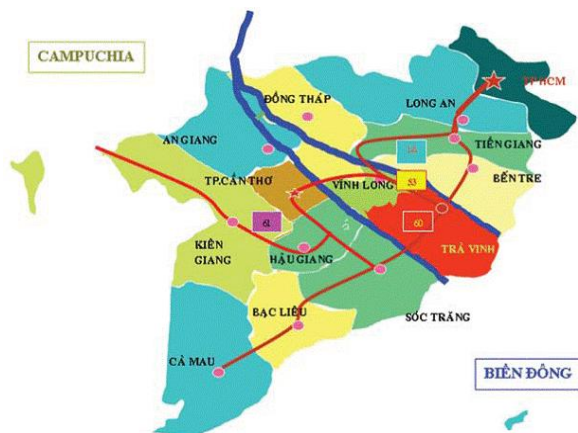 CAMPUCHIA
TP.HCM
ĐỒNG THÁP
LONG AN
AN GIANG
TIỀN GIANG
TP.CẦN THƠ
VĨNH LONG
53
BẾN TRE
61
60
KIÊN
GIANG
HẬU GIANG
TRÀ VINH
BẠC LIÊU
SÓC TRĂNG
CÀ MAU
BIỂN ĐÔNG